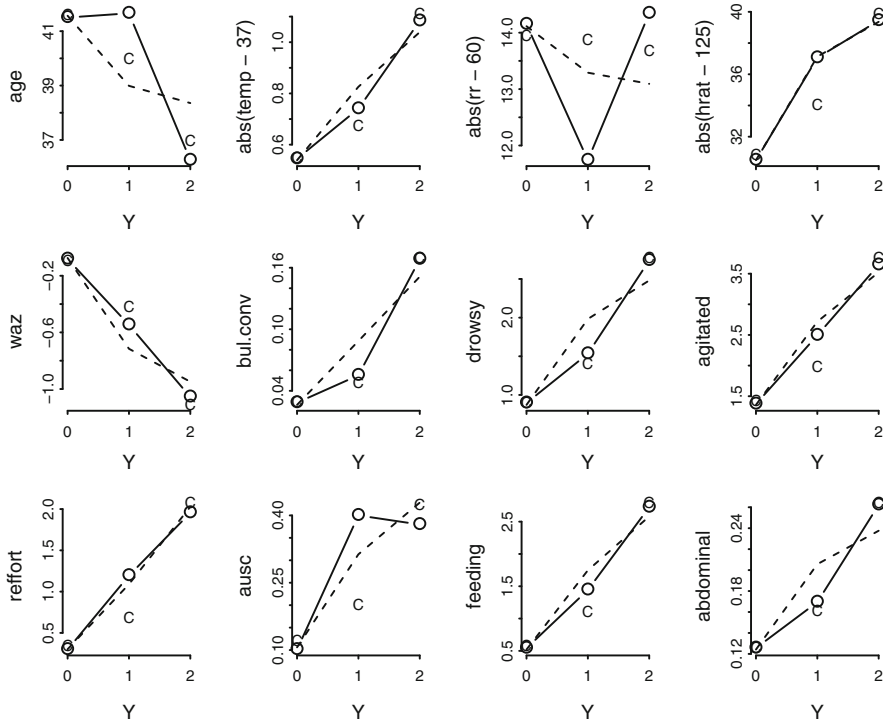 age
41
39
37
0 1 2
Y
C
C
abs(temp − 37)
1.0
0.8
0.6
0 1 2
Y
C
C
abs(rr − 60)
14.0
13.0
12.0
0 1 2
Y
C
C
C
abs(hrat − 125)
40
36
32
0 1 2
Y
C
C
C
waz
−0.2
−0.6
−1.0
0 1 2
Y
C
C
C
bul.conv
0.16
0.10
0.04
0 1 2
Y
C
drowsy
2.0
1.0
0 1 2
Y
C
C
agitated
3.5
2.5
1.5
0 1 2
Y
C
C
C
reffort
2.0
1.5
1.0
0.5
0 1 2
Y
C
C
C
ausc
0.40
0.25
0.10
0 1 2
Y
C
C
C
feeding
2.5
1.5
0.5
0 1 2
Y
C
C
C
abdominal
0.24
0.18
0.12
0 1 2
Y
C